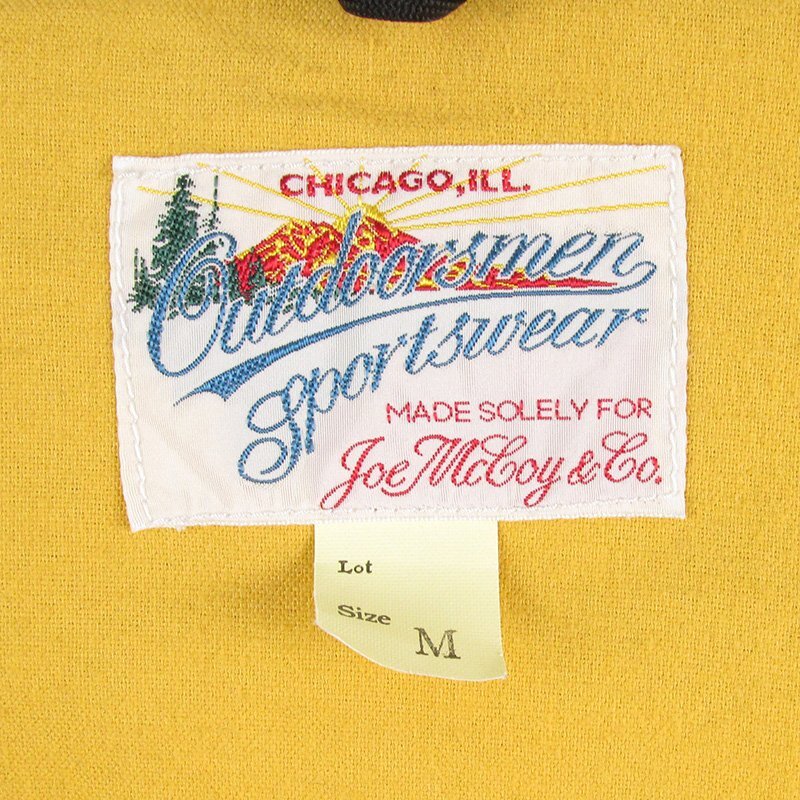 CHICAGO, ILL.
Outdoorsmen
Sportswear
MADE SOLELY FOR
Joe McCoy & Co.
Lot
Size M